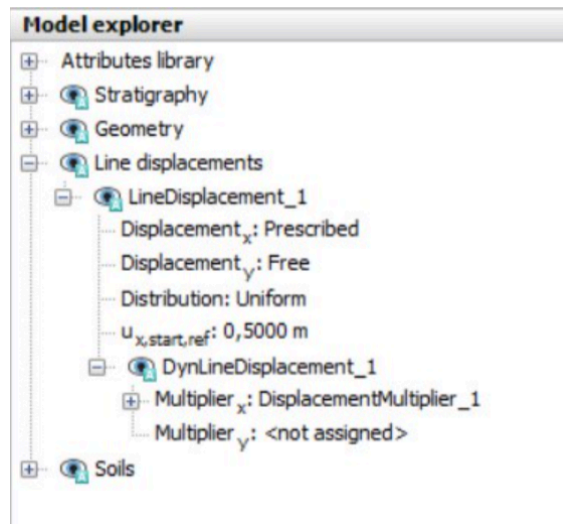 Model explorer
Attributes library
Stratigraphy
Geometry
Line displacements
LineDisplacement_1
Displacementx: Prescribed
Displacementy: Free
Distribution: Uniform
ux,start,ref: 0,5000 m
DynLineDisplacement_1
Multiplierx: DisplacementMultiplier_1
Multipliery: <not assigned>
Soils